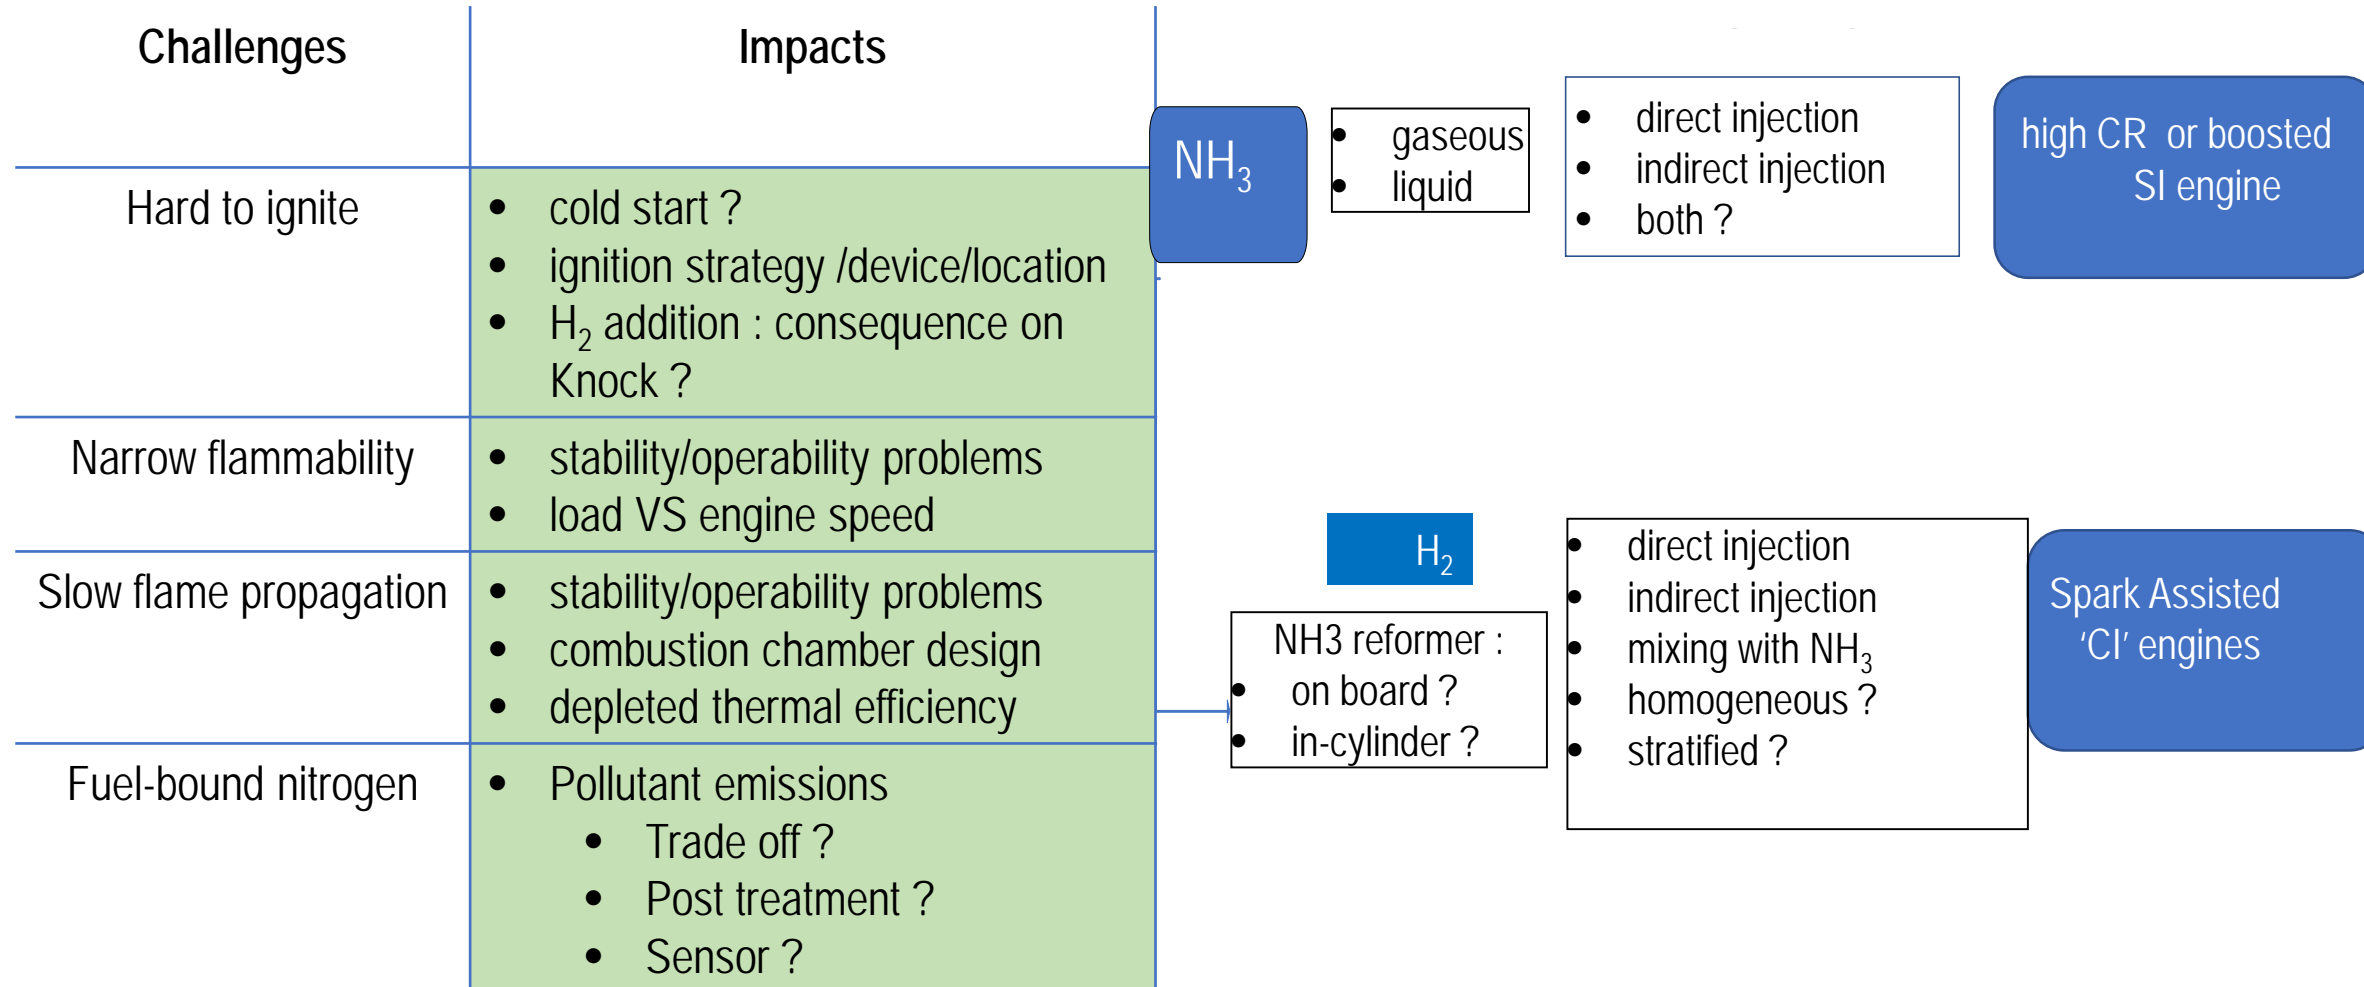 Challenges
Impacts
Hard to ignite
• cold start ?
• ignition strategy /device/location
• H₂ addition : consequence on
Knock ?
Narrow flammability
• stability/operability problems
• load VS engine speed
Slow flame propagation
• stability/operability problems
• combustion chamber design
• depleted thermal efficiency
Fuel-bound nitrogen
• Pollutant emissions
• Trade off ?
• Post treatment ?
• Sensor ?
NH₃
• gaseous
• liquid
• direct injection
• indirect injection
• both ?
high CR or boosted
SI engine
H₂
NH3 reformer :
• on board ?
• in-cylinder ?
• direct injection
• indirect injection
• mixing with NH₃
• homogeneous ?
• stratified ?
Spark Assisted
‘CI’ engines